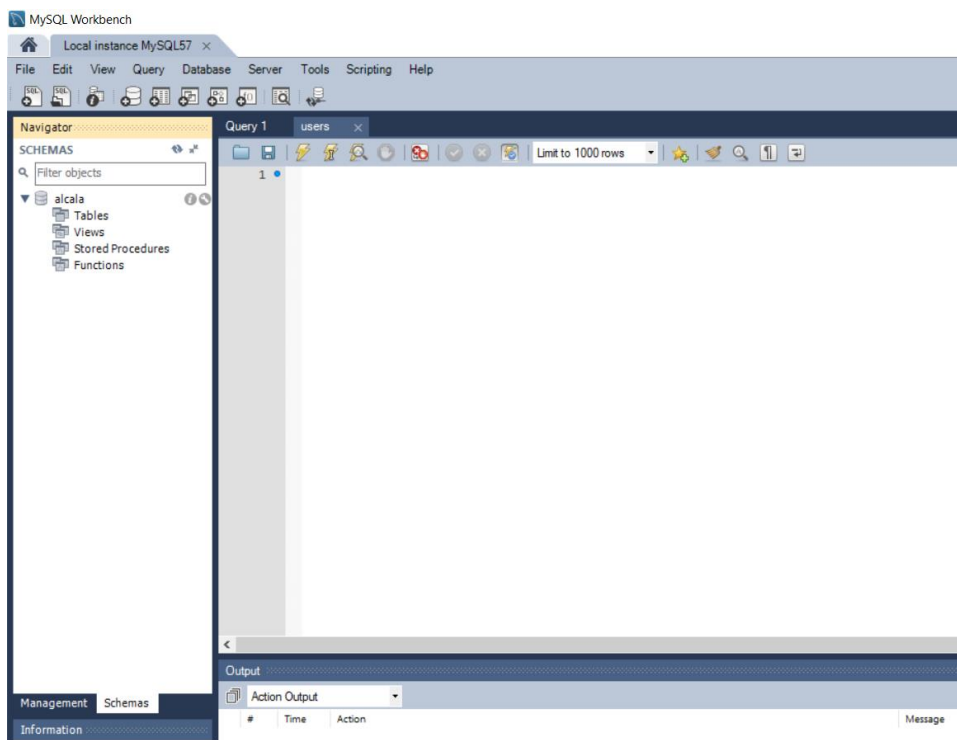 MySQL Workbench
Local instance MySQL57
File Edit View Query Database Server Tools Scripting Help
Navigator
Query 1 users
SCHEMAS
Limit to 1000 rows
Filter objects
1
alcala
Tables
Views
Stored Procedures
Functions
Output
Management Schemas
Action Output
# Time Action Message
Information